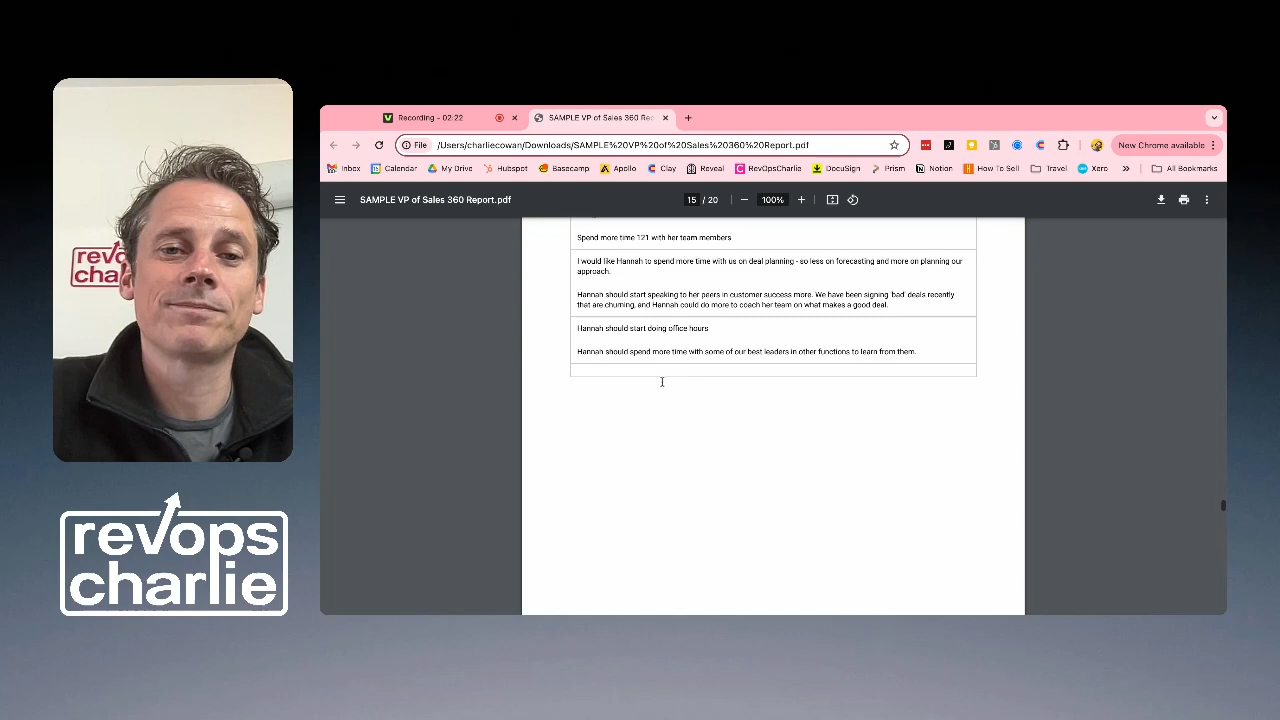 Recording - 02:22
SAMPLE VP of Sales 360 Rep
File
/Users/charliecowan/Downloads/SAMPLE%20VP%20of%20Sales%20360%20Report.pdf
New Chrome available
Inbox
Calendar
My Drive
Hubspot
Basecamp
Apollo
Clay
Reveal
RevOpsCharlie
DocuSign
Prism
Notion
How To Sell
Travel
Xero
All Bookmarks
SAMPLE VP of Sales 360 Report.pdf
15 / 20
100%
Spend more time 121 with her team members
I would like Hannah to spend more time with us on deal planning - so less on forecasting and more on planning our
approach.
Hannah should start speaking to her peers in customer success more. We have been signing 'bad' deals recently
that are churning, and Hannah could do more to coach her team on what makes a good deal.
Hannah should start doing office hours
Hannah should spend more time with some of our best leaders in other functions to learn from them.
revops
charlie